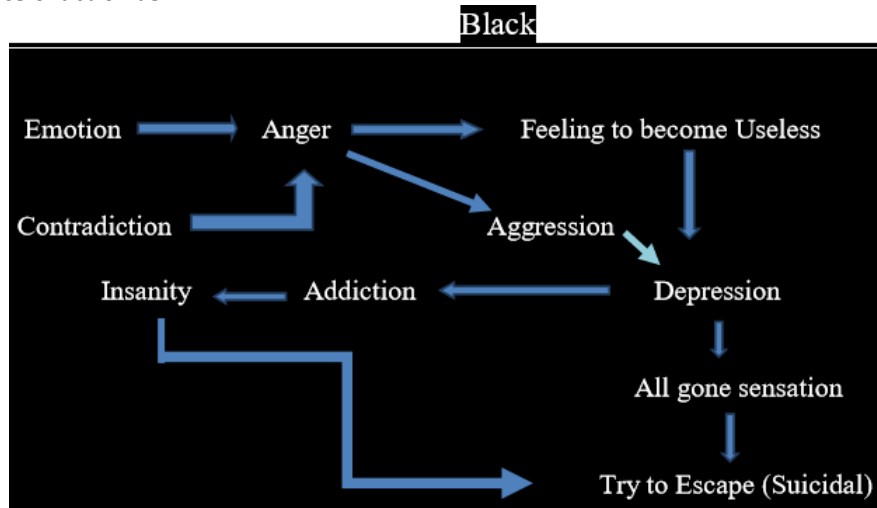 Black
Emotion Anger Feeling to become Useless
Contradiction Aggression
Insanity Addiction Depression
All gone sensation
Try to Escape (Suicidal)